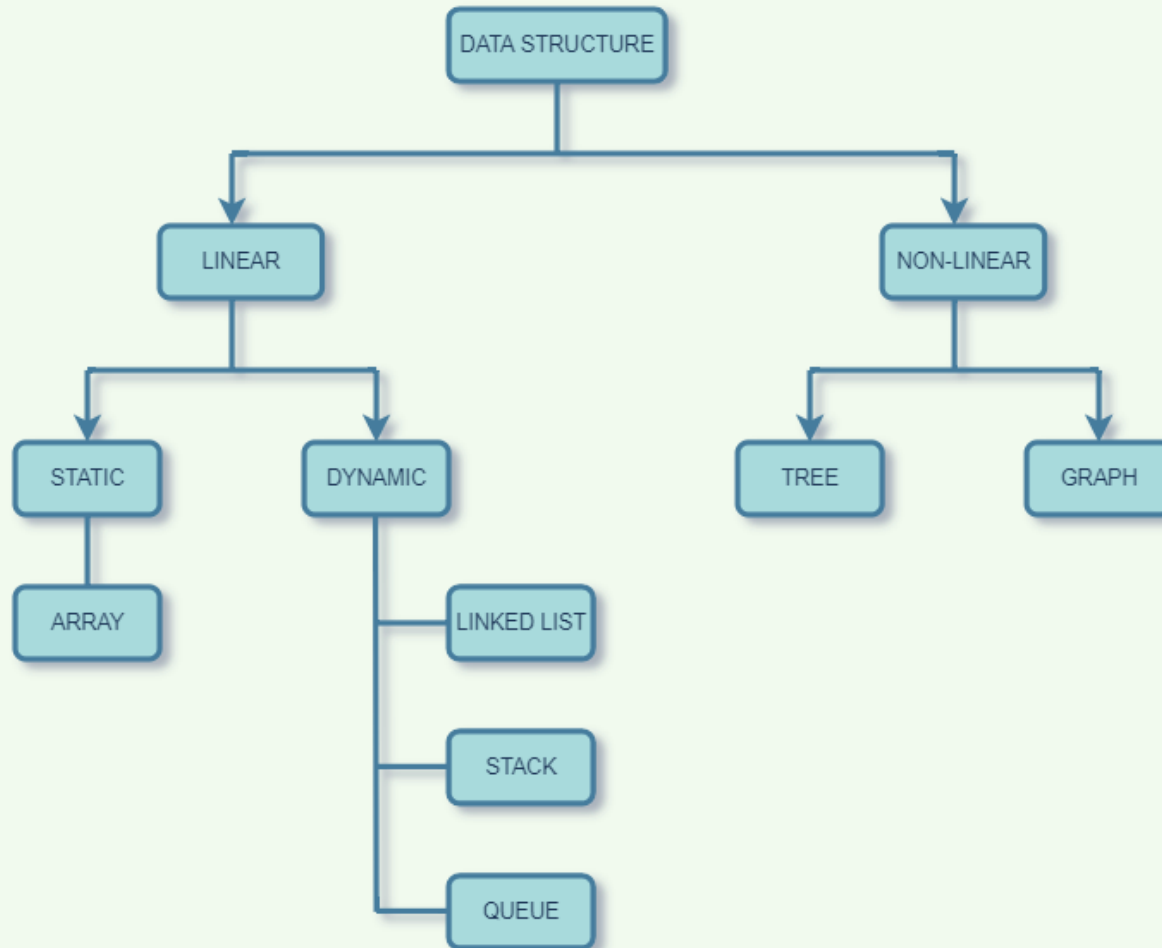 DATA STRUCTURE
LINEAR
NON-LINEAR
STATIC
DYNAMIC
TREE
GRAPH
ARRAY
LINKED LIST
STACK
QUEUE